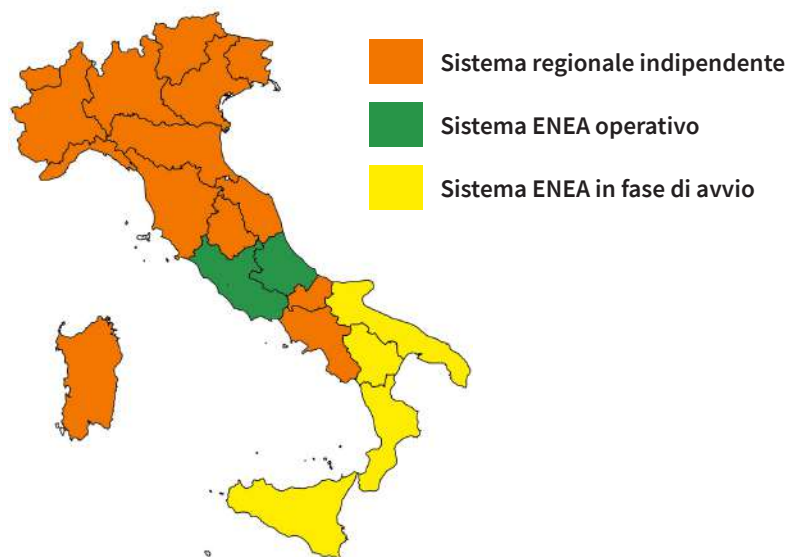 Sistema regionale indipendente
Sistema ENEA operativo
Sistema ENEA in fase di avvio